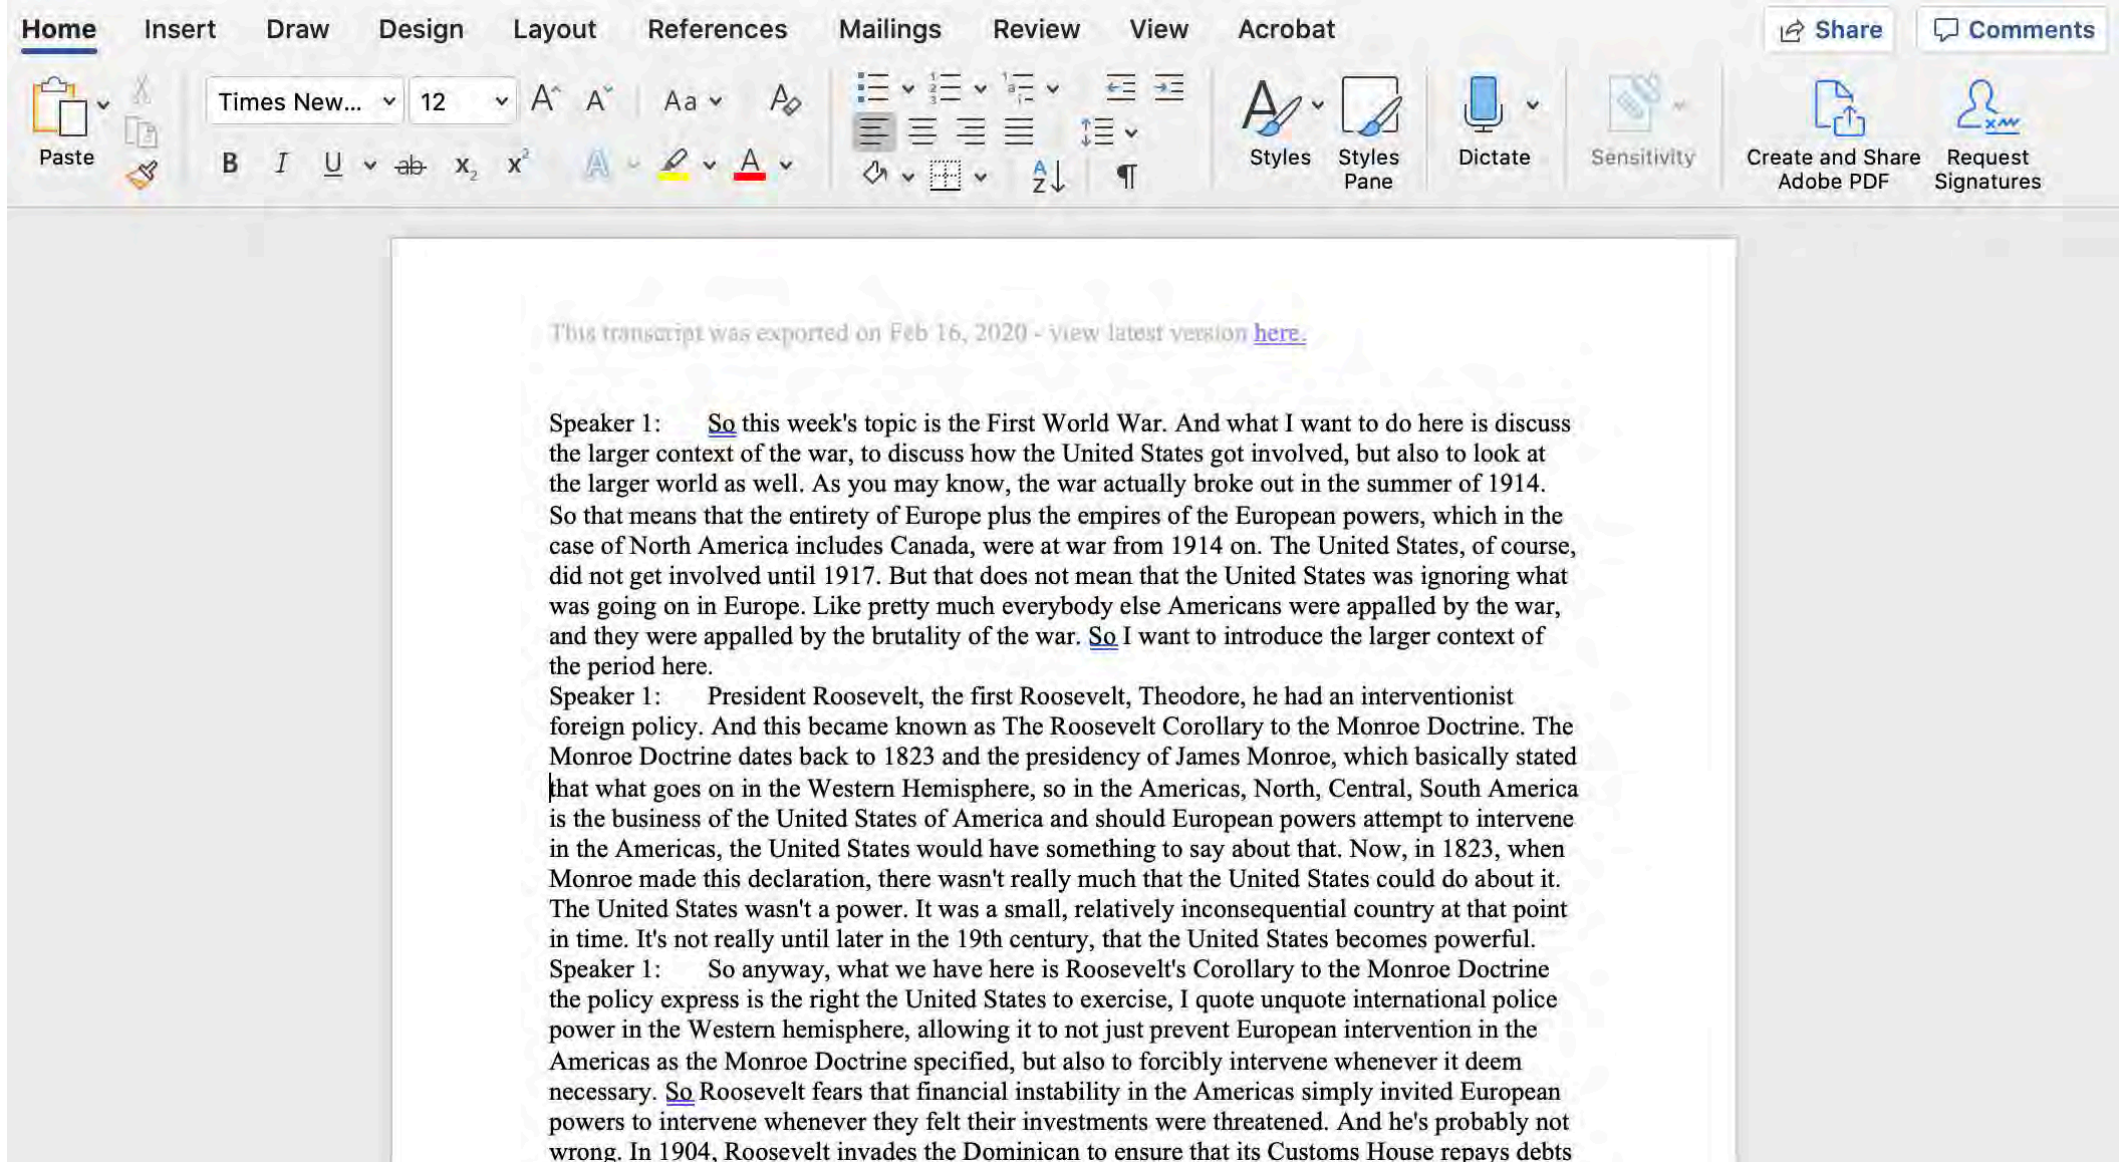 Home Insert Draw Design Layout References Mailings Review View Acrobat Share Comments
Times New... 12 Aa
Paste
B I U ab x₂ x² A A
Styles Styles Pane Dictate Sensitivity Create and Share Adobe PDF Request Signatures
This transcript was exported on Feb 16, 2020 - view latest version here.
Speaker 1: So this week's topic is the First World War. And what I want to do here is discuss
the larger context of the war, to discuss how the United States got involved, but also to look at
the larger world as well. As you may know, the war actually broke out in the summer of 1914.
So that means that the entirety of Europe plus the empires of the European powers, which in the
case of North America includes Canada, were at war from 1914 on. The United States, of course,
did not get involved until 1917. But that does not mean that the United States was ignoring what
was going on in Europe. Like pretty much everybody else Americans were appalled by the war,
and they were appalled by the brutality of the war. So I want to introduce the larger context of
the period here.
Speaker 1: President Roosevelt, the first Roosevelt, Theodore, he had an interventionist
foreign policy. And this became known as The Roosevelt Corollary to the Monroe Doctrine. The
Monroe Doctrine dates back to 1823 and the presidency of James Monroe, which basically stated
that what goes on in the Western Hemisphere, so in the Americas, North, Central, South America
is the business of the United States of America and should European powers attempt to intervene
in the Americas, the United States would have something to say about that. Now, in 1823, when
Monroe made this declaration, there wasn't really much that the United States could do about it.
The United States wasn't a power. It was a small, relatively inconsequential country at that point
in time. It's not really until later in the 19th century, that the United States becomes powerful.
Speaker 1: So anyway, what we have here is Roosevelt's Corollary to the Monroe Doctrine
the policy express is the right the United States to exercise, I quote unquote international police
power in the Western hemisphere, allowing it to not just prevent European intervention in the
Americas as the Monroe Doctrine specified, but also to forcibly intervene whenever it deem
necessary. So Roosevelt fears that financial instability in the Americas simply invited European
powers to intervene whenever they felt their investments were threatened. And he's probably not
wrong. In 1904, Roosevelt invades the Dominican to ensure that its Customs House repays debts